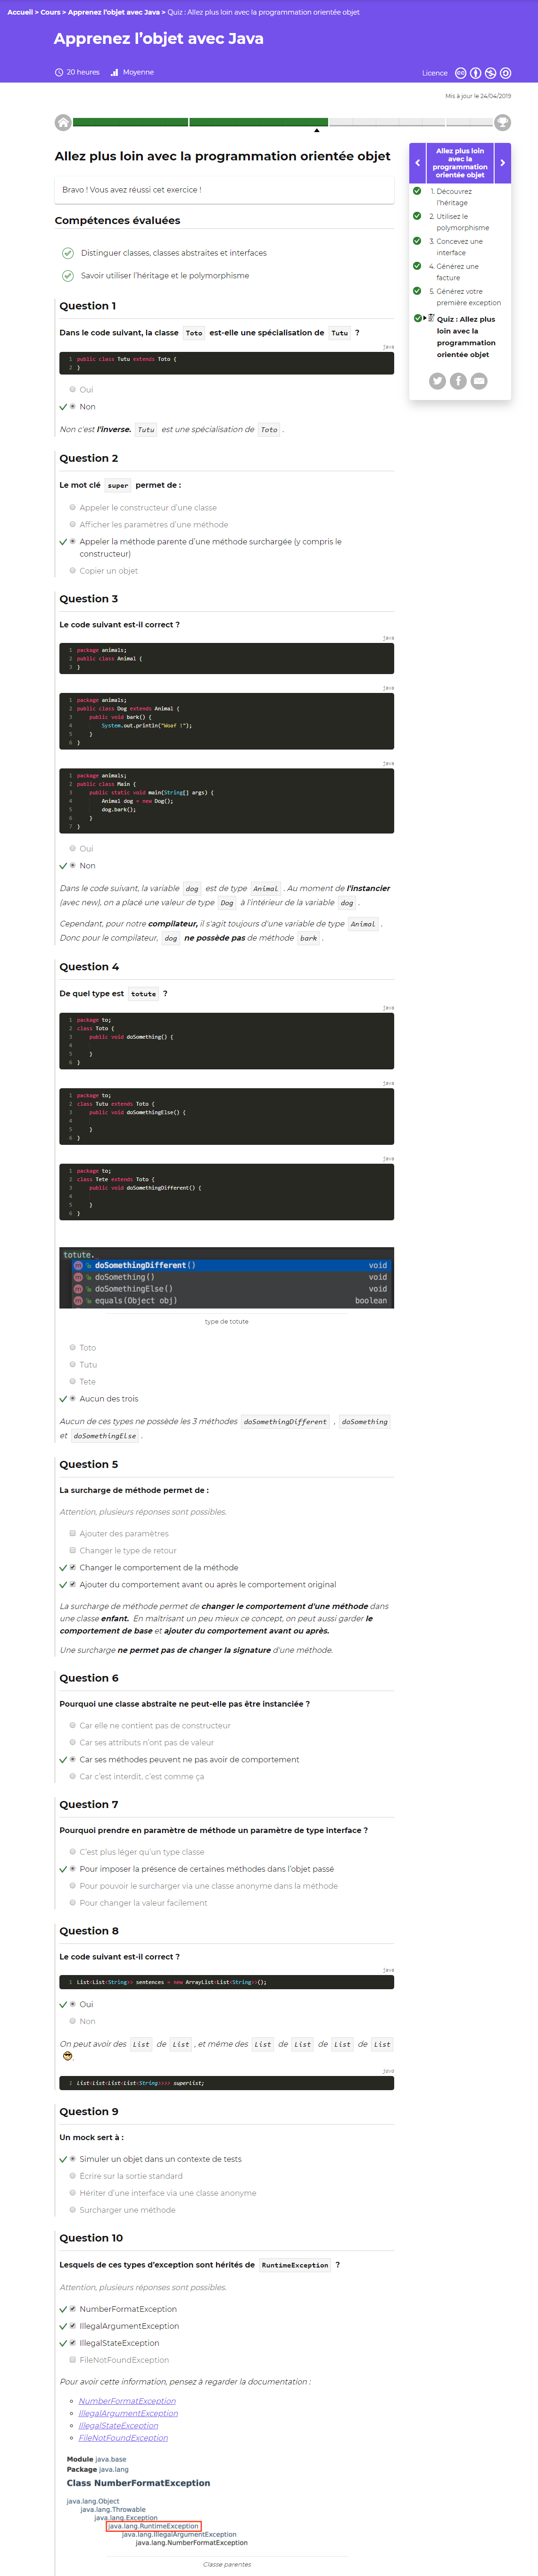 Accueil > Cours > Apprenez l'objet avec Java > Quiz : Allez plus loin avec la programmation orientée objet
Apprenez l'objet avec Java
20 heures
Moyenne
Licence
Mis à jour le 24/04/2019
Allez plus loin avec la programmation orientée objet
Bravo ! Vous avez réussi cet exercice !
Compétences évaluées
Distinguer classes, classes abstraites et interfaces
Savoir utiliser l'héritage et le polymorphisme
Allez plus loin
avec la
programmation
orientée objet
1. Découvrez
l'héritage
2. Utilisez le
polymorphisme
3. Concevez une
interface
4. Générez une
facture
5. Générez votre
première exception
Quiz : Allez plus
loin avec la
programmation
orientée objet
Question 1
Dans le code suivant, la classe Toto est-elle une spécialisation de Tutu ?
java
1 public class Tutu extends Toto {
2 }
Oui
Non
Non c'est l'inverse. Tutu est une spécialisation de Toto .
Question 2
Le mot clé super permet de :
Appeler le constructeur d'une classe
Afficher les paramètres d'une méthode
Appeler la méthode parente d'une méthode surchargée (y compris le
constructeur)
Copier un objet
Question 3
Le code suivant est-il correct ?
java
1 package animals;
2 public class Animal {
3 }
java
1 package animals;
2 public class Dog extends Animal {
3 public void bark() {
4 System.out.println("Woaf !");
5 }
6 }
java
1 package animals;
2 public class Main {
3 public static void main(String[] args) {
4 Animal dog = new Dog();
5 dog.bark();
6 }
7 }
Oui
Non
Dans le code suivant, la variable dog est de type Animal . Au moment de l'instancier
(avec new), on a placé une valeur de type Dog à l'intérieur de la variable dog .
Cependant, pour notre compilateur, il s'agit toujours d'une variable de type Animal .
Donc pour le compilateur, dog ne possède pas de méthode bark .
Question 4
De quel type est totute ?
java
1 package to;
2 class Toto {
3 public void doSomething() {
4
5 }
6 }
java
1 package to;
2 class Tutu extends Toto {
3 public void doSomethingElse() {
4
5 }
6 }
java
1 package to;
2 class Tete extends Toto {
3 public void doSomethingDifferent() {
4
5 }
6 }
totute.
m doSomethingDifferent() void
m doSomething() void
m doSomethingElse() void
m equals(Object obj) boolean
type de totute
Toto
Tutu
Tete
Aucun des trois
Aucun de ces types ne possède les 3 méthodes doSomethingDifferent , doSomething
et doSomethingElse .
Question 5
La surcharge de méthode permet de :
Attention, plusieurs réponses sont possibles.
Ajouter des paramètres
Changer le type de retour
Changer le comportement de la méthode
Ajouter du comportement avant ou après le comportement original
La surcharge de méthode permet de changer le comportement d'une méthode dans
une classe enfant. En maîtrisant un peu mieux ce concept, on peut aussi garder le
comportement de base et ajouter du comportement avant ou après.
Une surcharge ne permet pas de changer la signature d'une méthode.
Question 6
Pourquoi une classe abstraite ne peut-elle pas être instanciée ?
Car elle ne contient pas de constructeur
Car ses attributs n'ont pas de valeur
Car ses méthodes peuvent ne pas avoir de comportement
Car c'est interdit, c'est comme ça
Question 7
Pourquoi prendre en paramètre de méthode un paramètre de type interface ?
C'est plus léger qu'un type classe
Pour imposer la présence de certaines méthodes dans l'objet passé
Pour pouvoir le surcharger via une classe anonyme dans la méthode
Pour changer la valeur facilement
Question 8
Le code suivant est-il correct ?
java
1 List<List<String>> sentences = new ArrayList<List<String>>();
Oui
Non
On peut avoir des List de List , et même des List de List de List de List
.
java
1 List<List<List<List<String>>>> superList;
Question 9
Un mock sert à :
Simuler un objet dans un contexte de tests
Écrire sur la sortie standard
Hériter d'une interface via une classe anonyme
Surcharger une méthode
Question 10
Lesquels de ces types d'exception sont hérités de RuntimeException ?
Attention, plusieurs réponses sont possibles.
NumberFormatException
IllegalArgumentException
IllegalStateException
FileNotFoundException
Pour avoir cette information, pensez à regarder la documentation :
NumberFormatException
IllegalArgumentException
IllegalStateException
FileNotFoundException
Module java.base
Package java.lang
Class NumberFormatException
java.lang.Object
java.lang.Throwable
java.lang.Exception
java.lang.RuntimeException
java.lang.IllegalArgumentException
java.lang.NumberFormatException
Classe parentes